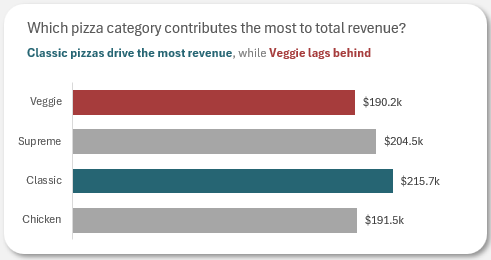 Which pizza category contributes the most to total revenue?
Classic pizzas drive the most revenue, while Veggie lags behind
Veggie $190.2k
Supreme $204.5k
Classic $215.7k
Chicken $191.5k